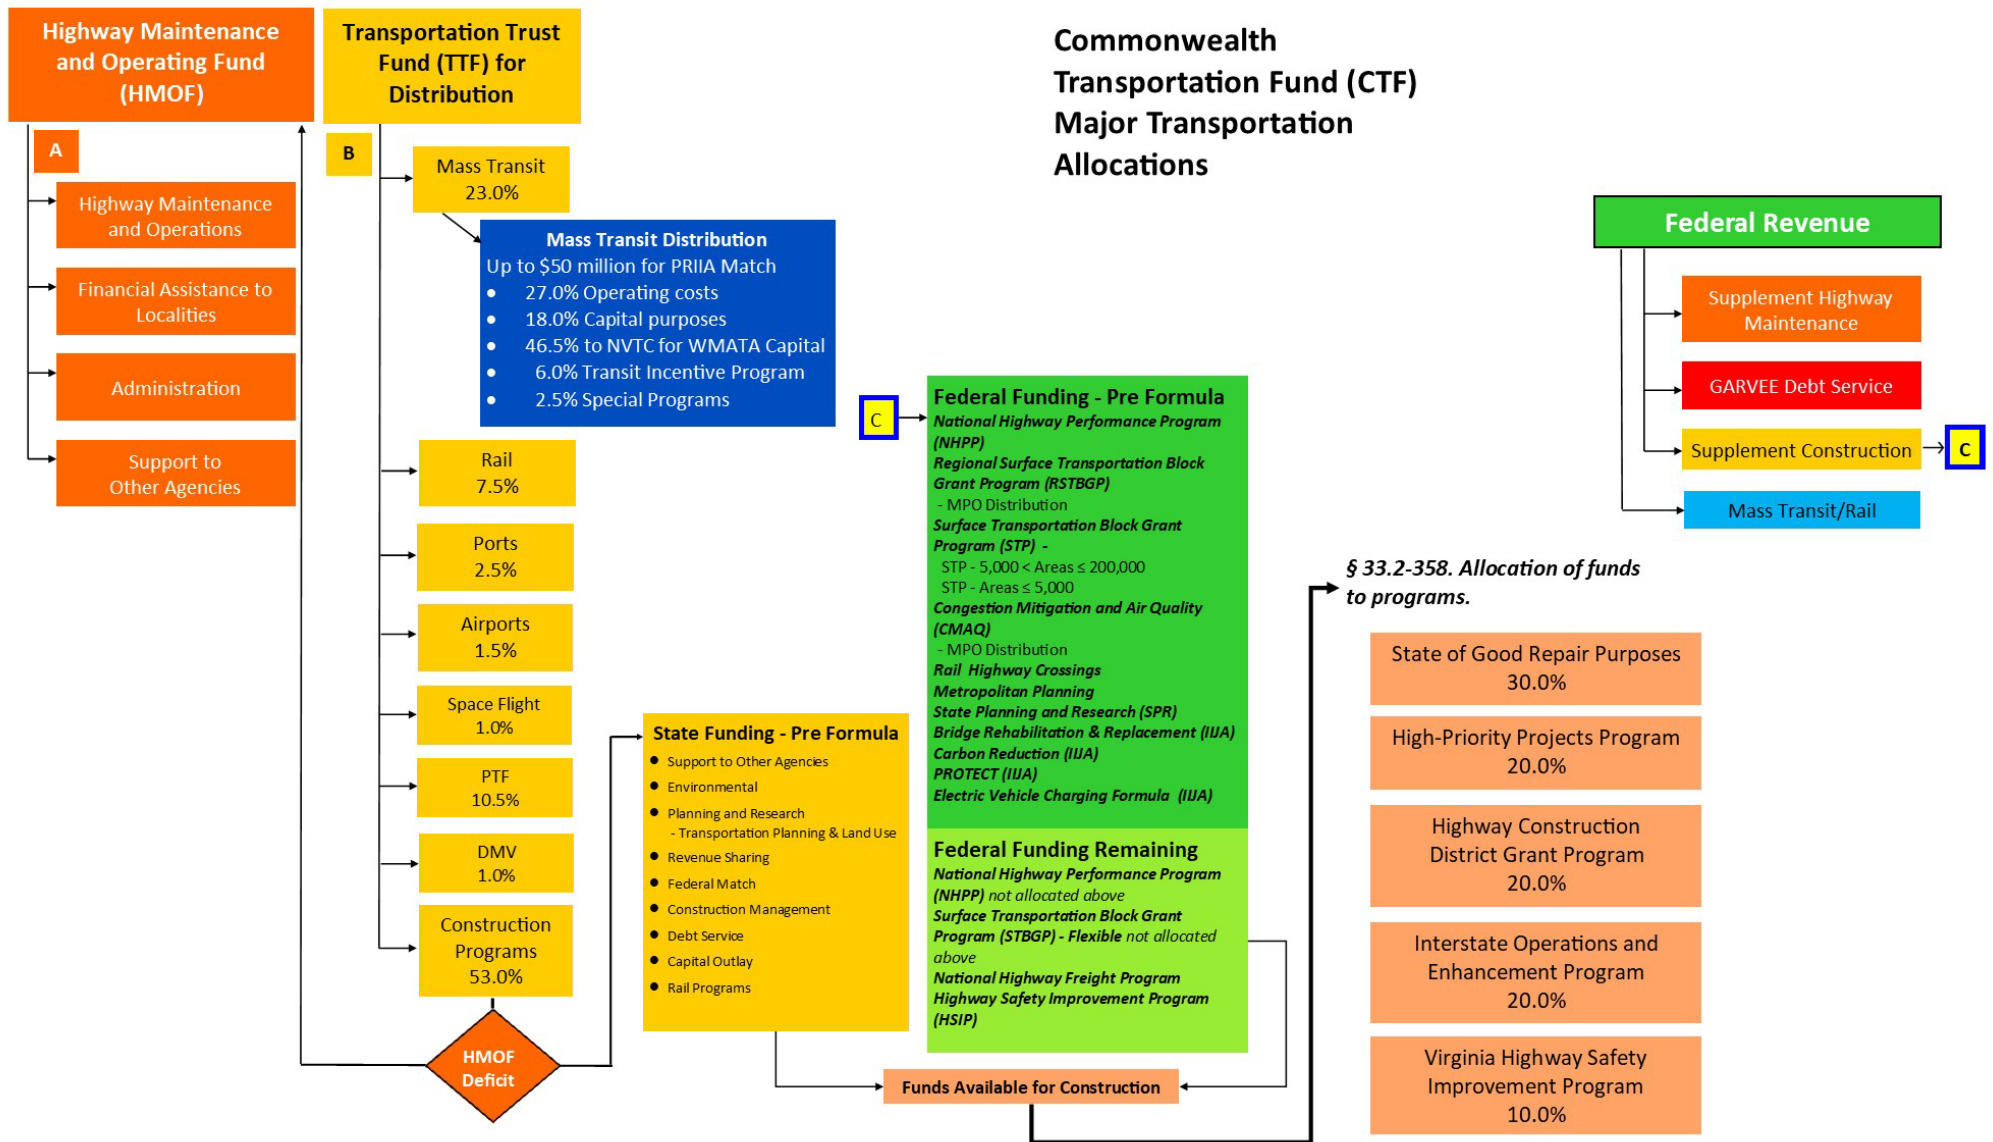 Highway Maintenance
and Operating Fund
(HMOF)
A
Highway Maintenance
and Operations
Financial Assistance to
Localities
Administration
Support to
Other Agencies
Transportation Trust
Fund (TTF) for
Distribution
B
Mass Transit
23.0%
Mass Transit Distribution
Up to $50 million for PRIIA Match
• 27.0% Operating costs
• 18.0% Capital purposes
• 46.5% to NVTC for WMATA Capital
• 6.0% Transit Incentive Program
• 2.5% Special Programs
Rail
7.5%
Ports
2.5%
Airports
1.5%
Space Flight
1.0%
PTF
10.5%
DMV
1.0%
Construction
Programs
53.0%
HMOF
Deficit
State Funding - Pre Formula
• Support to Other Agencies
• Environmental
• Planning and Research
- Transportation Planning & Land Use
• Revenue Sharing
• Federal Match
• Construction Management
• Debt Service
• Capital Outlay
• Rail Programs
Commonwealth
Transportation Fund (CTF)
Major Transportation
Allocations
C
Federal Funding - Pre Formula
National Highway Performance Program
(NHPP)
Regional Surface Transportation Block
Grant Program (RSTBGP)
- MPO Distribution
Surface Transportation Block Grant
Program (STP) -
STP - 5,000 < Areas ≤ 200,000
STP - Areas ≤ 5,000
Congestion Mitigation and Air Quality
(CMAQ)
- MPO Distribution
Rail Highway Crossings
Metropolitan Planning
State Planning and Research (SPR)
Bridge Rehabilitation & Replacement (IIJA)
Carbon Reduction (IIJA)
PROTECT (IIJA)
Electric Vehicle Charging Formula (IIJA)
Federal Funding Remaining
National Highway Performance Program
(NHPP) not allocated above
Surface Transportation Block Grant
Program (STBGP) - Flexible not allocated
above
National Highway Freight Program
Highway Safety Improvement Program
(HSIP)
Funds Available for Construction
Federal Revenue
Supplement Highway
Maintenance
GARVEE Debt Service
Supplement Construction
C
Mass Transit/Rail
§ 33.2-358. Allocation of funds
to programs.
State of Good Repair Purposes
30.0%
High-Priority Projects Program
20.0%
Highway Construction
District Grant Program
20.0%
Interstate Operations and
Enhancement Program
20.0%
Virginia Highway Safety
Improvement Program
10.0%